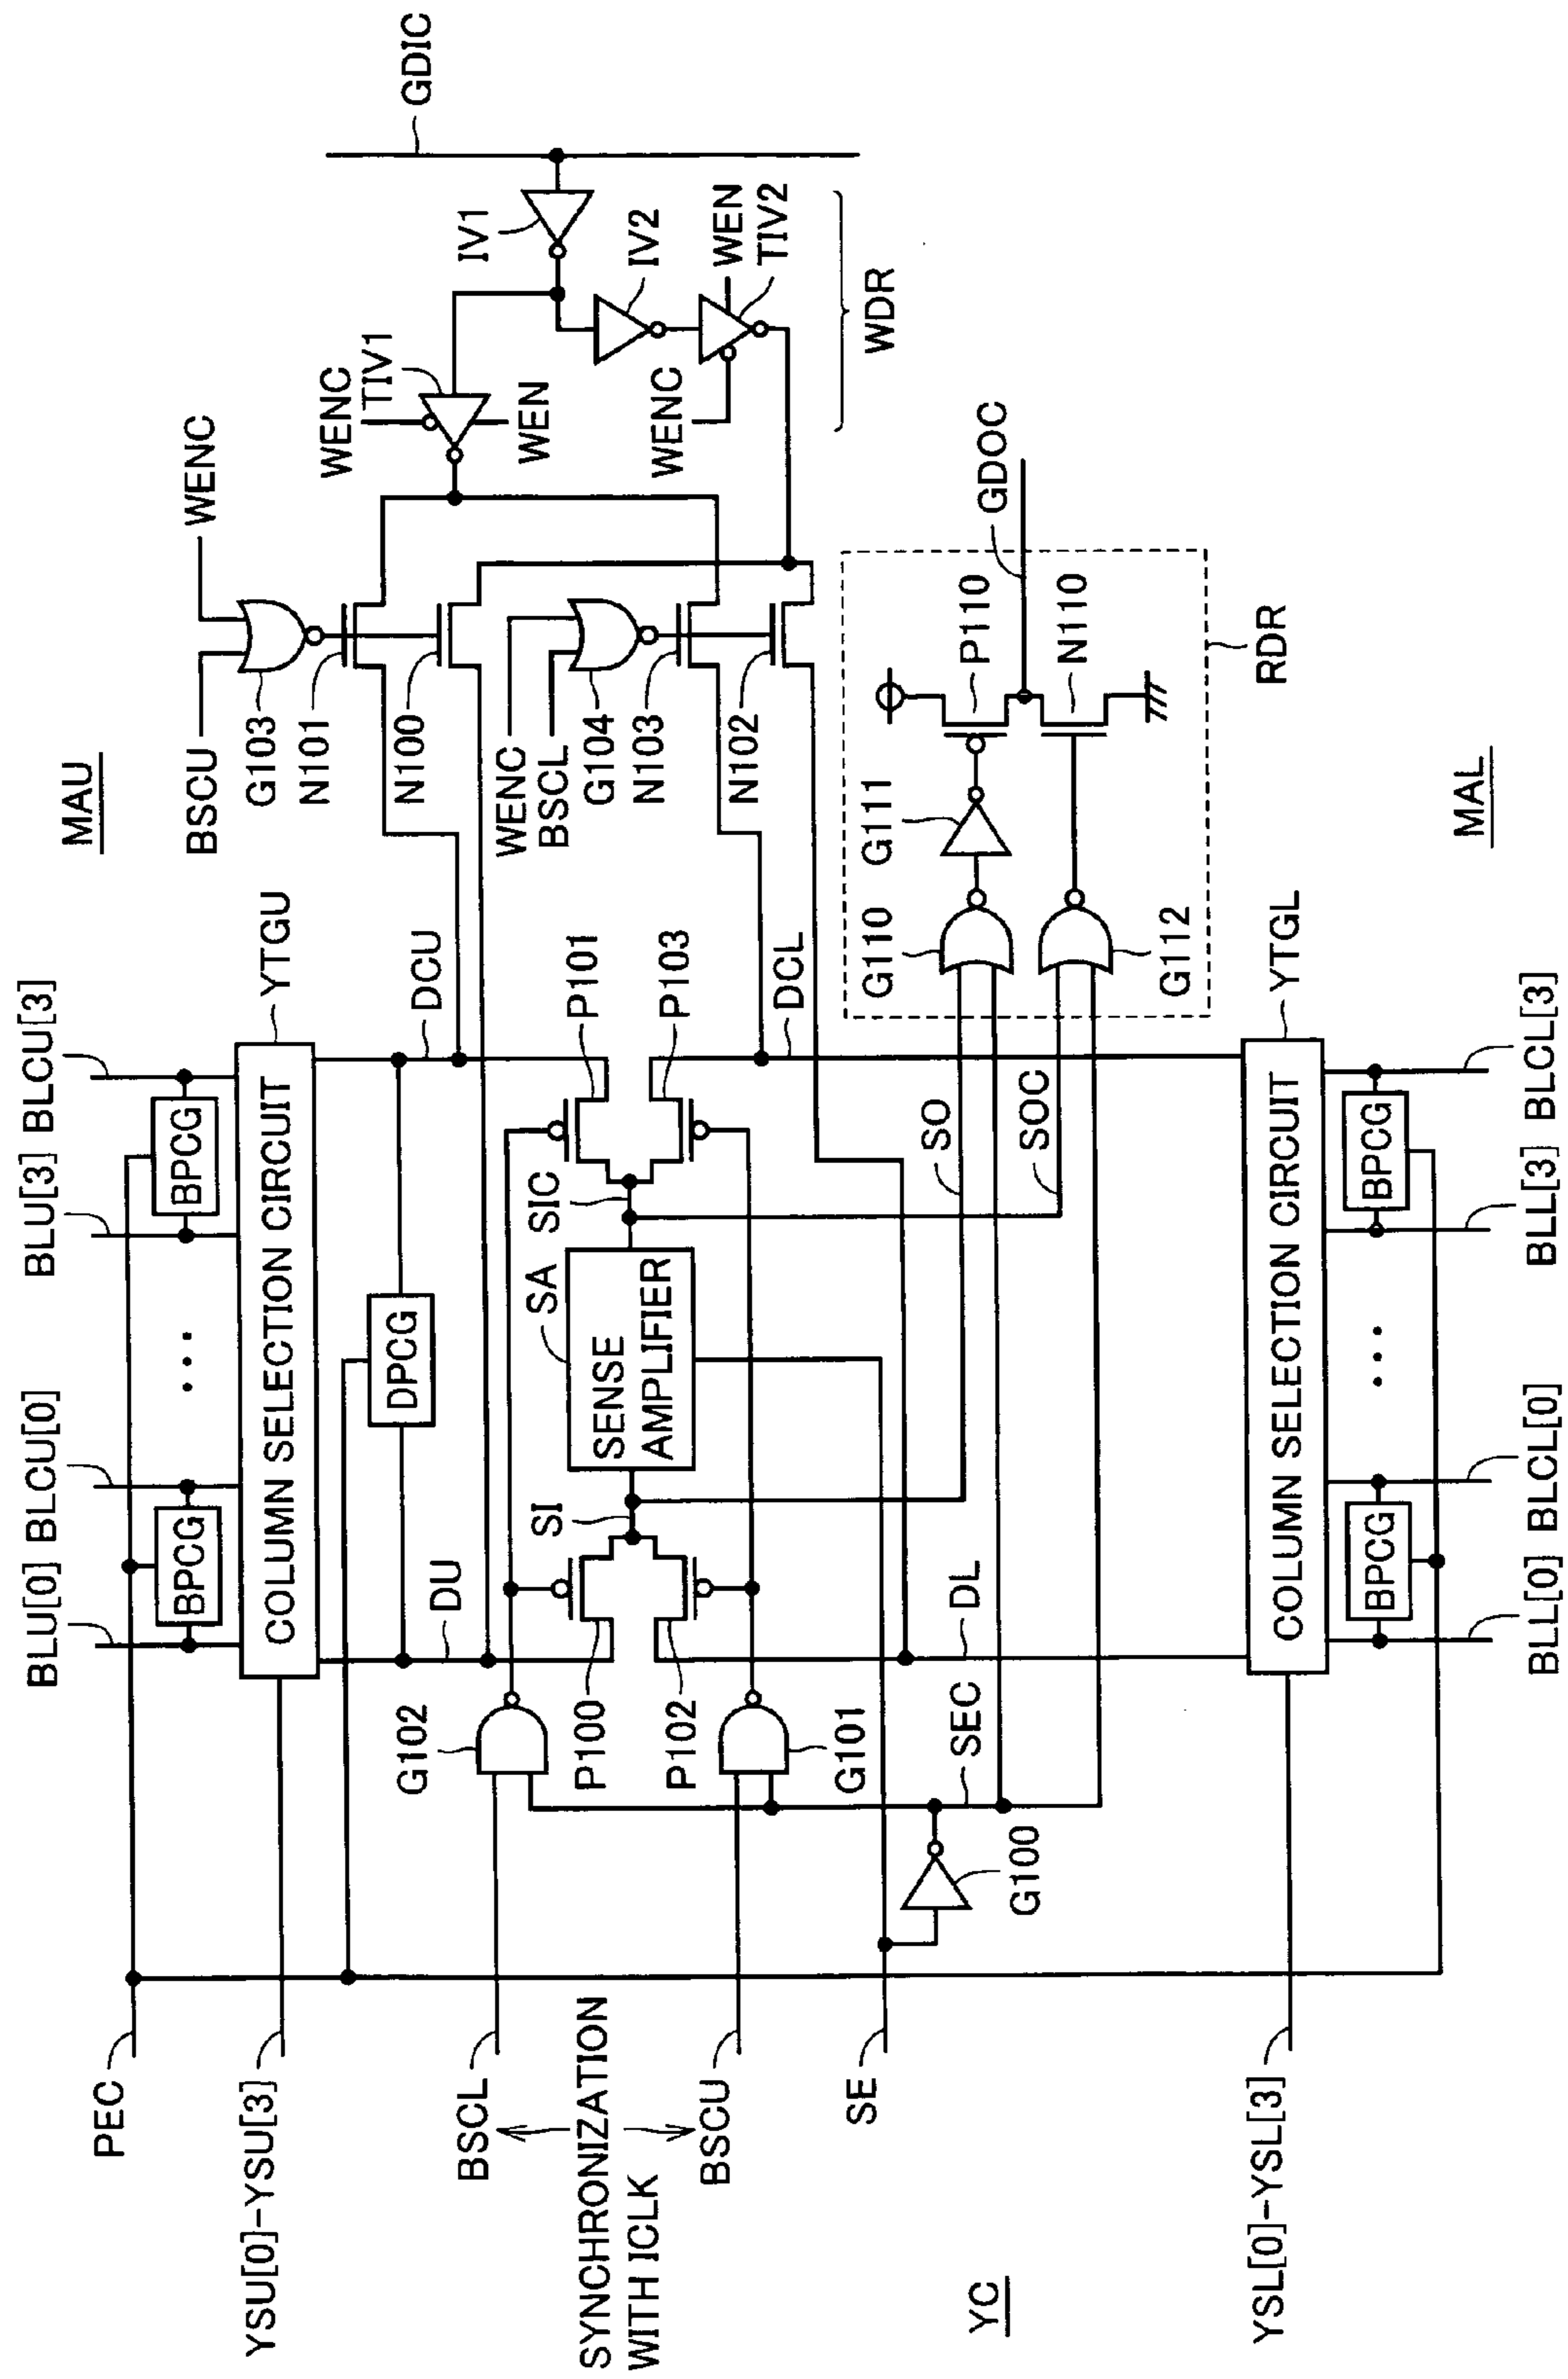 MAU
BLU[0] BLCU[0]
BLU[3] BLCU[3]
PEC
BPCG
...
BPCG
YTGU
COLUMN SELECTION CIRCUIT
YSU[0]-YSU[3]
BSCU
WENC
G103
N101
N100
WENC
TIV1
WEN
IV1
GDIC
IV2
WENC
WEN
TIV2
WDR
DPCG
DU
DCU
G102
BSCL
SYNCHRONIZATION
WITH ICLK
BSCU
P100
P102
SI
SA
SENSE
AMPLIFIER
SIC
P101
P103
WENC
BSCL
G104
N103
N102
DCL
G101
SE
SEC
DL
G100
SO
SOC
G110
G111
G112
P110
N110
GDOC
RDR
YC
YSL[0]-YSL[3]
COLUMN SELECTION CIRCUIT
YTGL
BPCG
...
BPCG
BLL[0] BLCL[0]
BLL[3] BLCL[3]
MAL